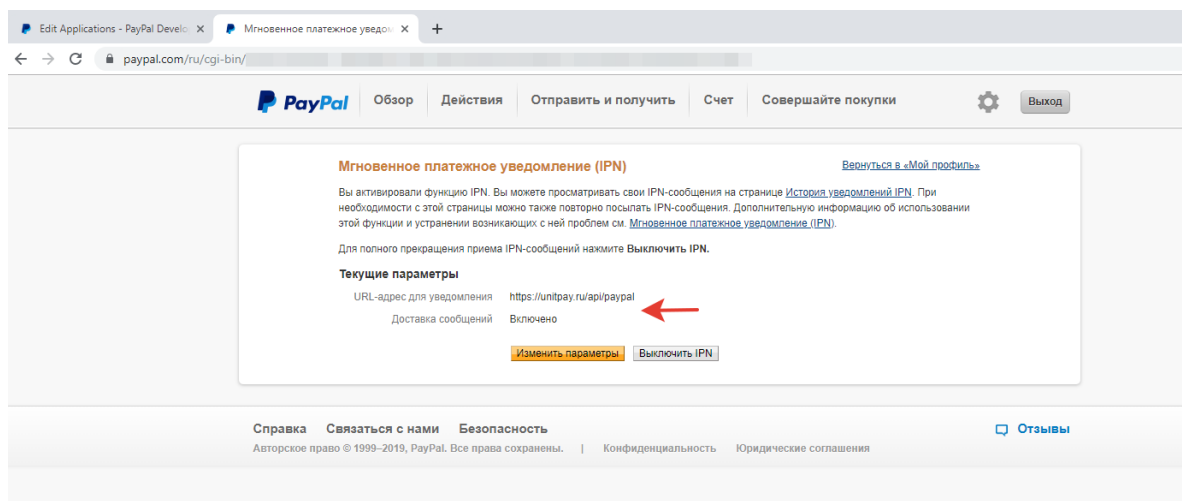 Edit Applications - PayPal Develo
Мгновенное платежное уведом
paypal.com/ru/cgi-bin/
PayPal Обзор Действия Отправить и получить Счет Совершайте покупки Выход
Мгновенное платежное уведомление (IPN) Вернуться в «Мой профиль»
Вы активировали функцию IPN. Вы можете просматривать свои IPN-сообщения на странице История уведомлений IPN. При
необходимости с этой страницы можно также повторно посылать IPN-сообщения. Дополнительную информацию об использовании
этой функции и устранении возникающих с ней проблем см. Мгновенное платежное уведомление (IPN).
Для полного прекращения приема IPN-сообщений нажмите Выключить IPN.
Текущие параметры
URL-адрес для уведомления https://unitpay.ru/api/paypal
Доставка сообщений Включено
Изменить параметры Выключить IPN
Справка Связаться с нами Безопасность Отзывы
Авторское право © 1999–2019, PayPal. Все права сохранены. | Конфиденциальность Юридические соглашения